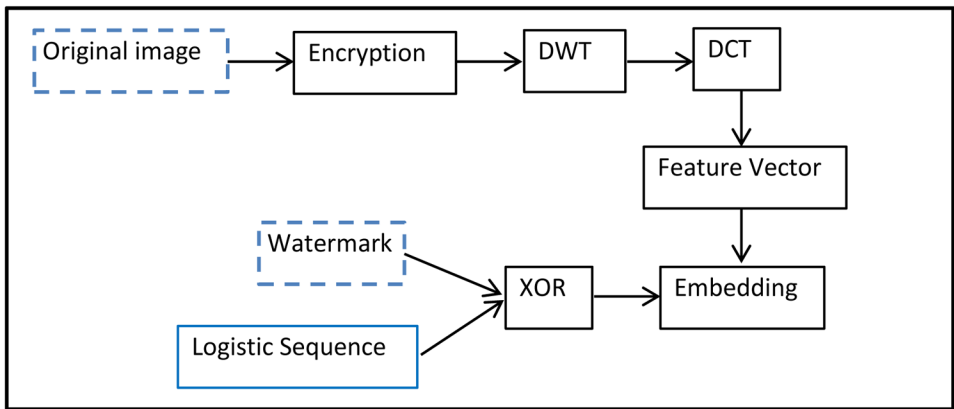 Original image
Encryption
DWT
DCT
Feature Vector
Watermark
XOR
Embedding
Logistic Sequence